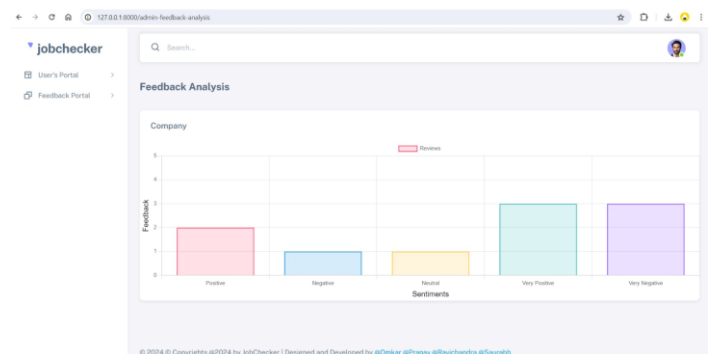 127.0.0.1:8000/admin-feedback-analysis
jobchecker
Search...
User's Portal
Feedback Portal
Feedback Analysis
Company
Reviews
5
4
3
2
1
0
Feedback
Positive
Negative
Neutral
Very Positive
Very Negative
Sentiments
© 2024 © Copyrights @2024 by JobChecker | Designed and Developed by @Omkar @Pranay @Ravichandra @Saurabh